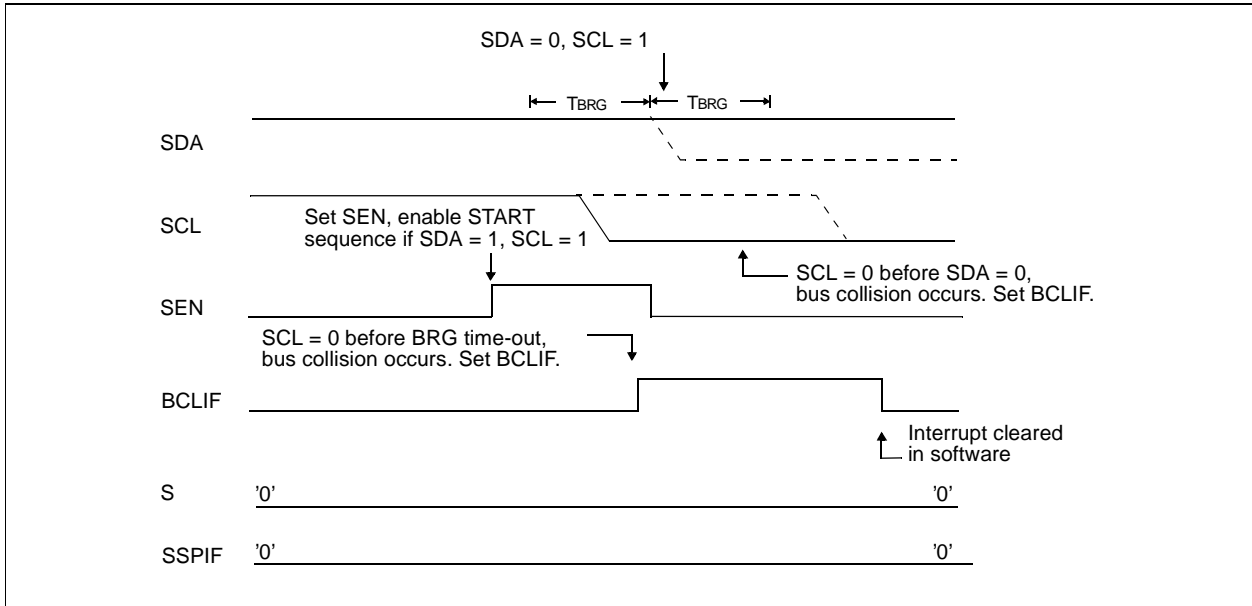 SDA = 0, SCL = 1
TBRG TBRG
SDA
SCL
Set SEN, enable START
sequence if SDA = 1, SCL = 1
SCL = 0 before SDA = 0,
bus collision occurs. Set BCLIF.
SEN
SCL = 0 before BRG time-out,
bus collision occurs. Set BCLIF.
BCLIF
Interrupt cleared
in software
S '0' '0'
SSPIF '0' '0'